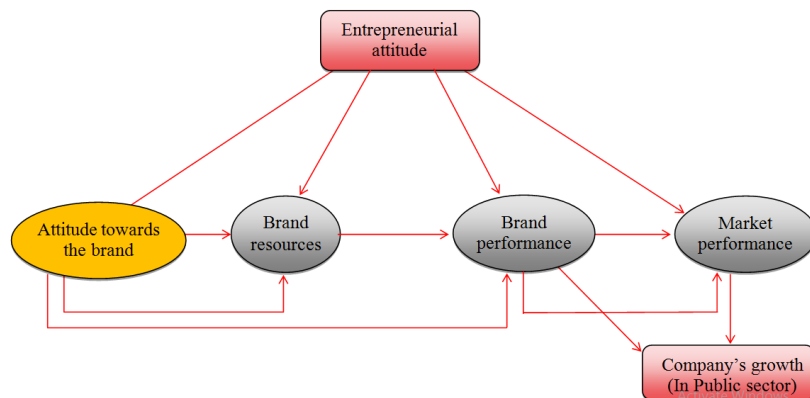 Entrepreneurial
attitude
Attitude towards
the brand
Brand
resources
Brand
performance
Market
performance
Company's growth
(In Public sector)